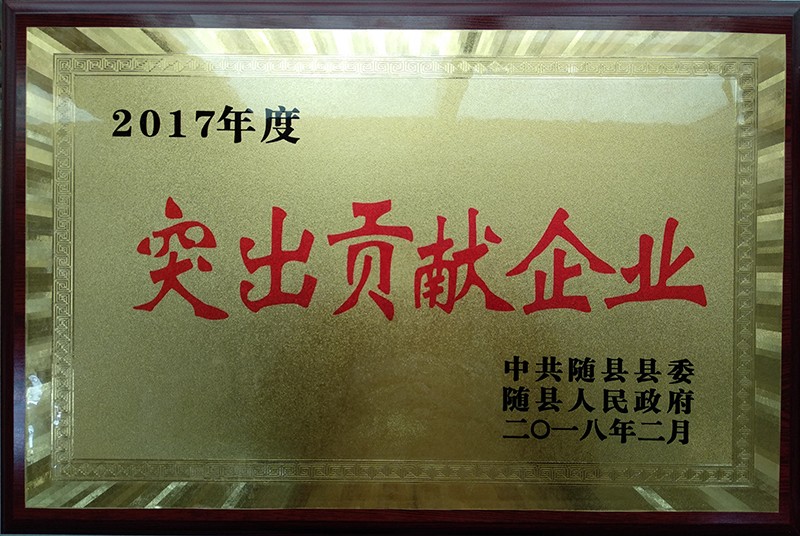 2017年度
突出贡献企业
中共随县县委
随县人民政府
二〇一八年二月